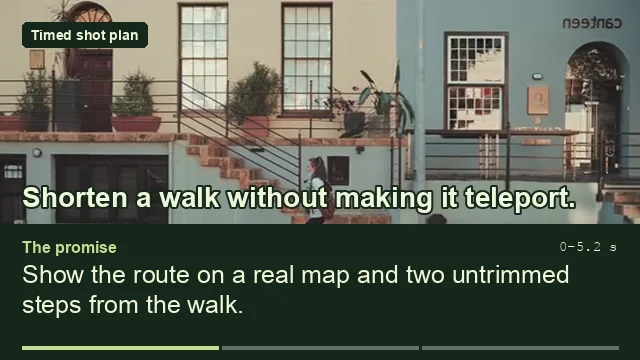 Timed shot plan
canteen
Shorten a walk without making it teleport.
The promise
0–5.2 s
Show the route on a real map and two untrimmed
steps from the walk.